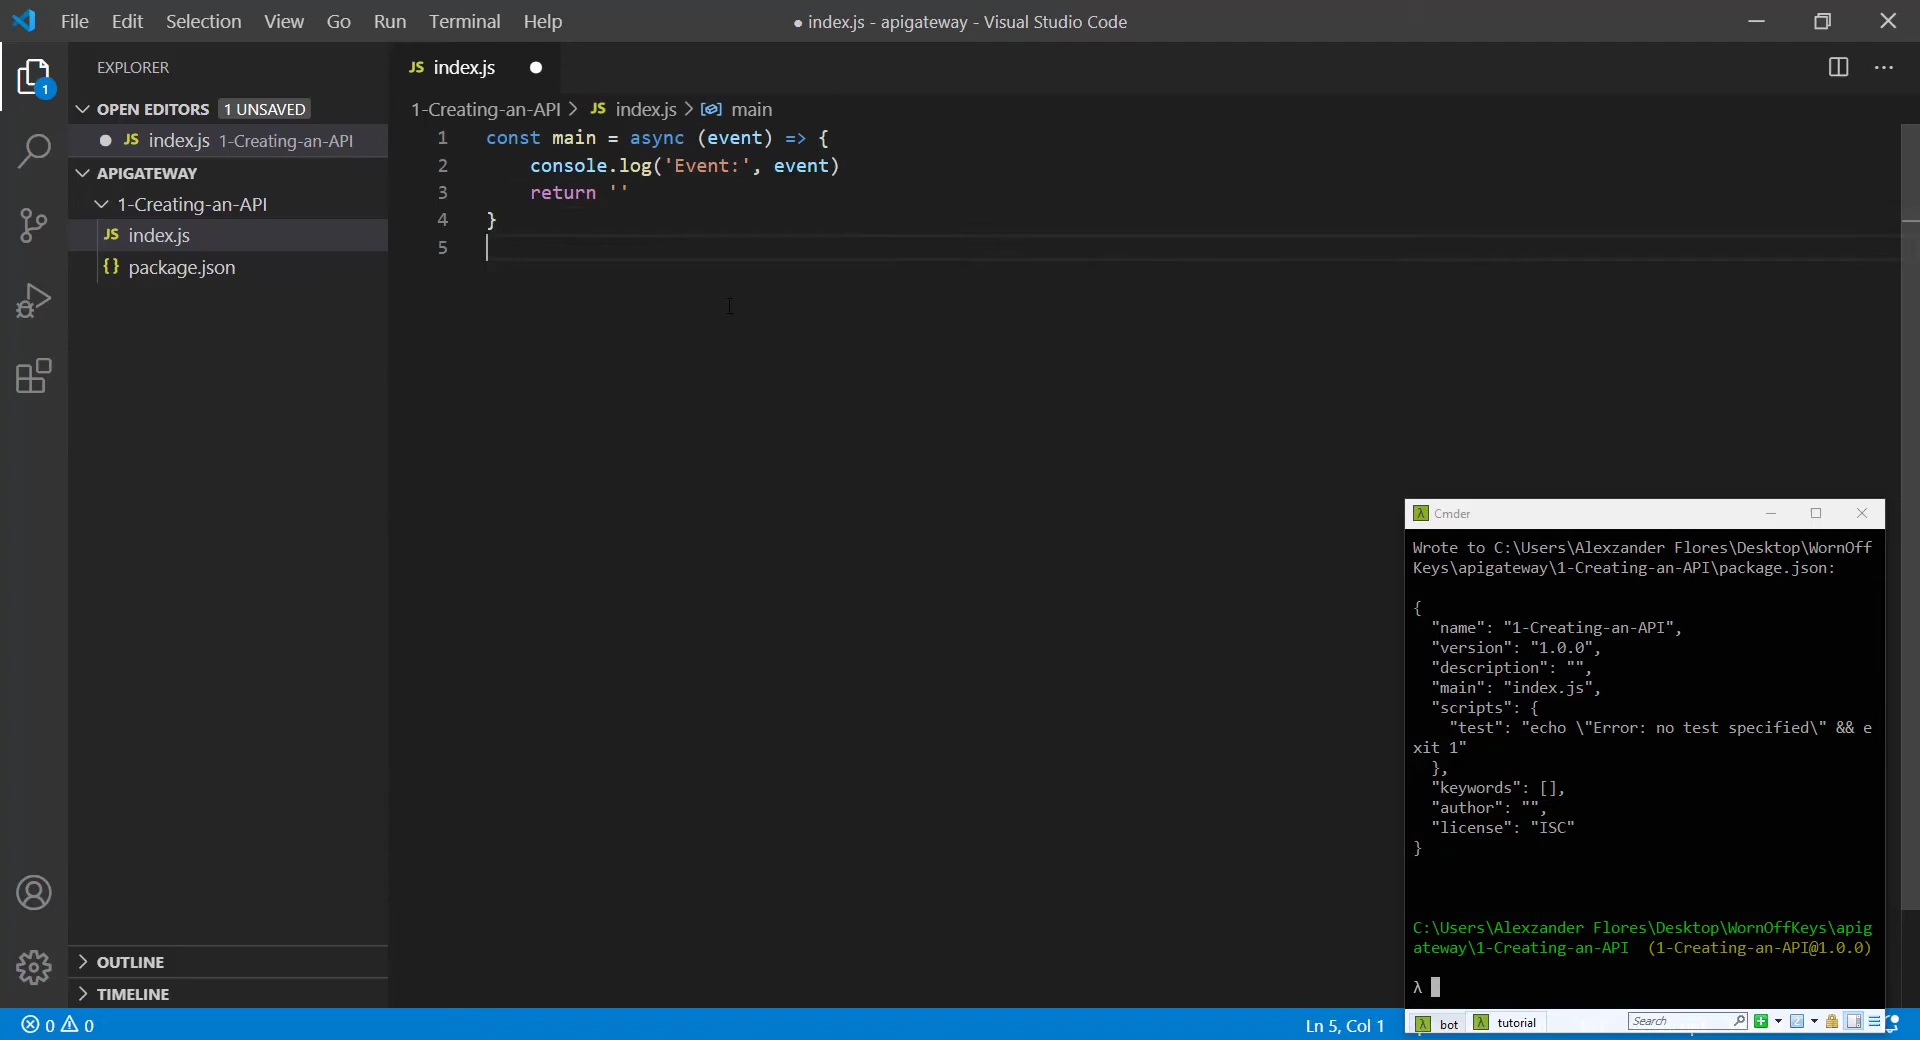 File Edit Selection View Go Run Terminal Help
● index.js - apigateway - Visual Studio Code
EXPLORER
1
OPEN EDITORS 1 UNSAVED
JS index.js 1-Creating-an-API
APIGATEWAY
1-Creating-an-API
JS index.js
{} package.json
OUTLINE
TIMELINE
JS index.js
1-Creating-an-API > JS index.js > main
1 const main = async (event) => {
2 console.log('Event:', event)
3 return ''
4 }
5
Cmder
Wrote to C:\Users\Alexzander Flores\Desktop\WornOff
Keys\apigateway\1-Creating-an-API\package.json:
{
"name": "1-Creating-an-API",
"version": "1.0.0",
"description": "",
"main": "index.js",
"scripts": {
"test": "echo \"Error: no test specified\" && e
xit 1"
},
"keywords": [],
"author": "",
"license": "ISC"
}
C:\Users\Alexzander Flores\Desktop\WornOffKeys\apig
ateway\1-Creating-an-API (1-Creating-an-API@1.0.0)
λ
λ bot λ tutorial Search
0 0
Ln 5, Col 1